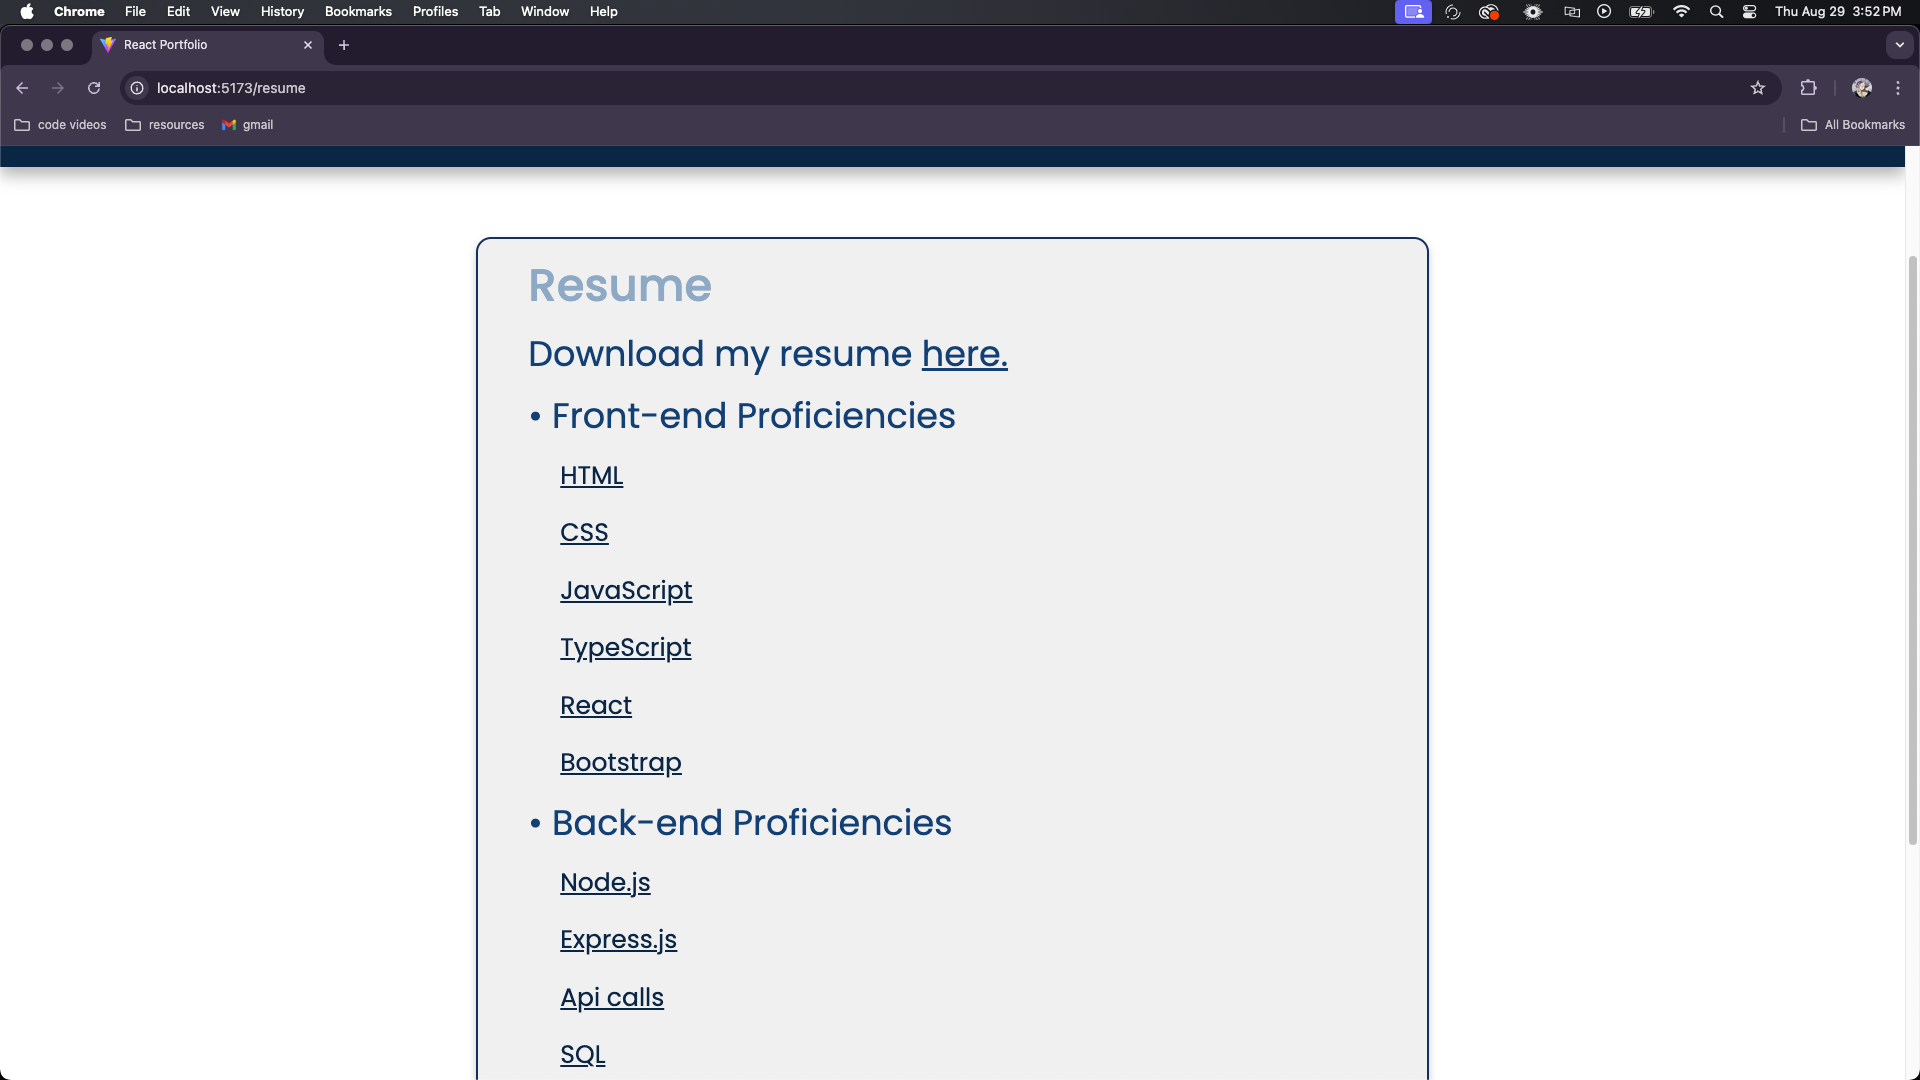 Chrome File Edit View History Bookmarks Profiles Tab Window Help Thu Aug 29 3:52 PM
React Portfolio
localhost:5173/resume
code videos resources gmail All Bookmarks
Resume
Download my resume here.
• Front-end Proficiencies
HTML
CSS
JavaScript
TypeScript
React
Bootstrap
• Back-end Proficiencies
Node.js
Express.js
Api calls
SQL